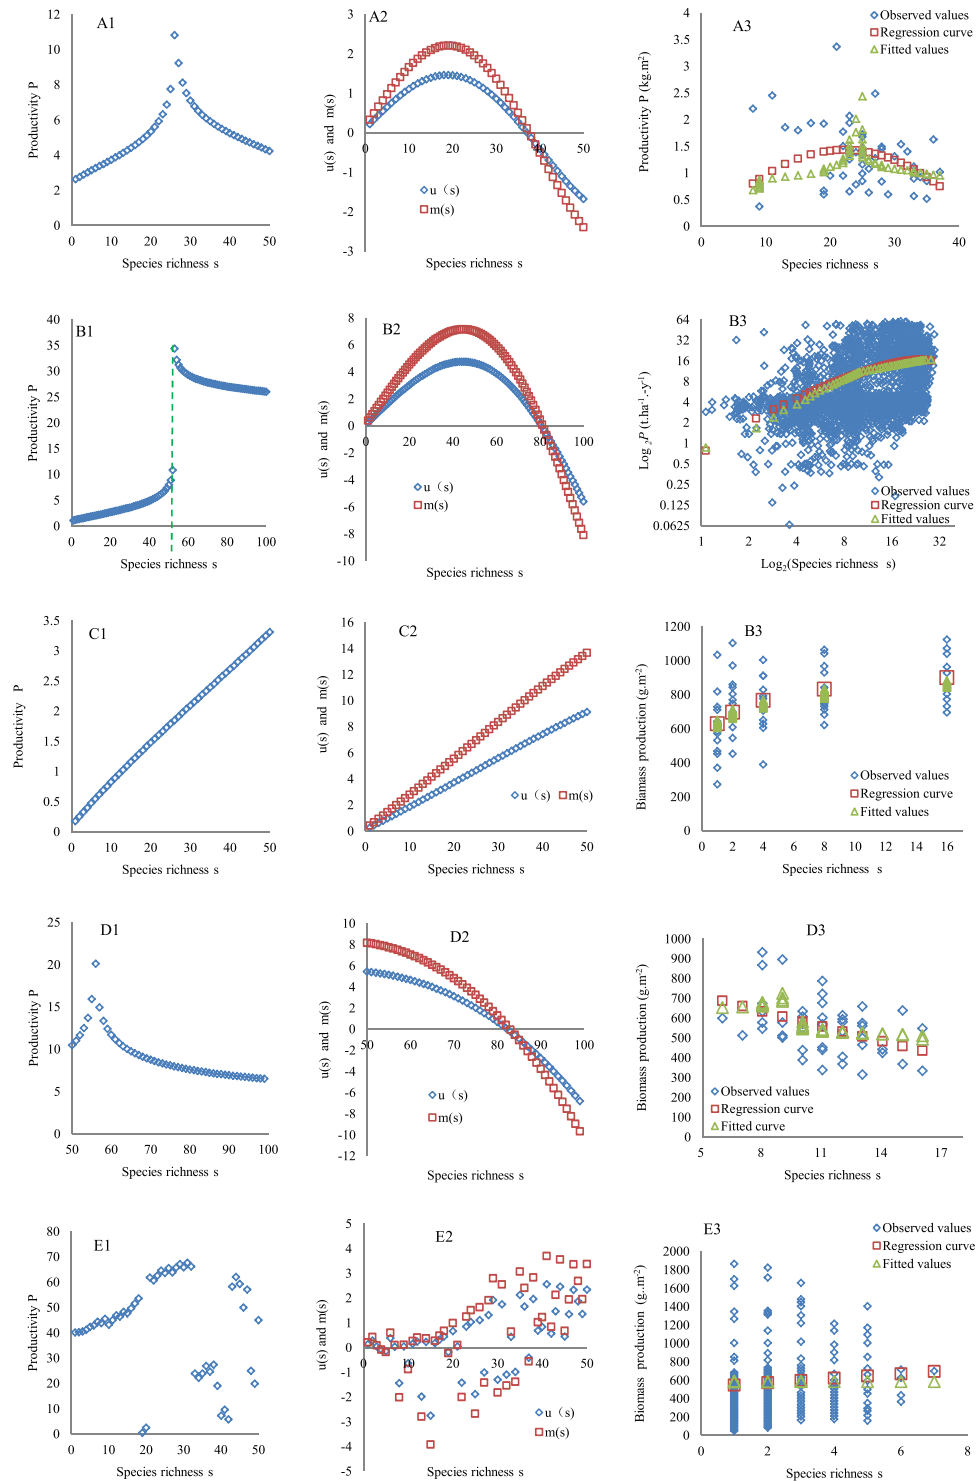 A1
Productivity P
12
10
8
6
4
2
0
0 10 20 30 40 50
Species richness s
A2
u(s) and m(s)
3
2
1
0
-1
-2
-3
0 10 20 30 40 50
u (s)
m(s)
Species richness s
A3
Observed values
Regression curve
Fitted values
Productivity P (kg.m²)
4
3.5
3
2.5
2
1.5
1
0.5
0
0 10 20 30 40
Species richness s
B1
Productivity P
40
35
30
25
20
15
10
5
0
0 20 40 60 80 100
Species richness s
B2
u(s) and m(s)
8
6
4
2
0
-2
-4
-6
-8
-10
0 20 40 60 80 100
u (s)
m(s)
Species richness s
B3
Log ₂P (t.ha⁻¹.-y⁻¹)
64
32
16
8
4
2
1
0.5
0.25
0.125
0.0625
Observed values
Regression curve
Fitted values
1 2 4 8 16 32
Log₂(Species richness s)
C1
Productivity P
3.5
3
2.5
2
1.5
1
0.5
0
0 10 20 30 40 50
Species richness s
C2
u(s) and m(s)
16
14
12
10
8
6
4
2
0
u (s) m(s)
0 10 20 30 40 50
Species richness s
B3
Biamass production (g.m⁻²)
1200
1000
800
600
400
200
0
Observed values
Regression curve
Fitted values
0 2 4 6 8 10 12 14 16
Species richness s
D1
Productivity P
25
20
15
10
5
0
50 60 70 80 90 100
Species richness s
D2
u(s) and m(s)
10
8
6
4
2
0
-2
-4
-6
-8
-10
-12
50 60 70 80 90 100
u (s)
m(s)
Species richness s
D3
Biomass production (g.m⁻²)
1000
900
800
700
600
500
400
300
200
100
0
Observed values
Regression curve
Fitted curve
5 8 11 14 17
Species richness s
E1
Productivity P
80
70
60
50
40
30
20
10
0
0 10 20 30 40 50
Species richness s
E2
u(s) and m(s)
5
4
3
2
1
0
-1
-2
-3
-4
-5
0 10 20 30 40 50
u (s)
m(s)
Species richness s
E3
Observed values
Regression curve
Fitted values
Biomass production (g..m⁻²)
2000
1800
1600
1400
1200
1000
800
600
400
200
0
0 2 4 6 8
Species richness s